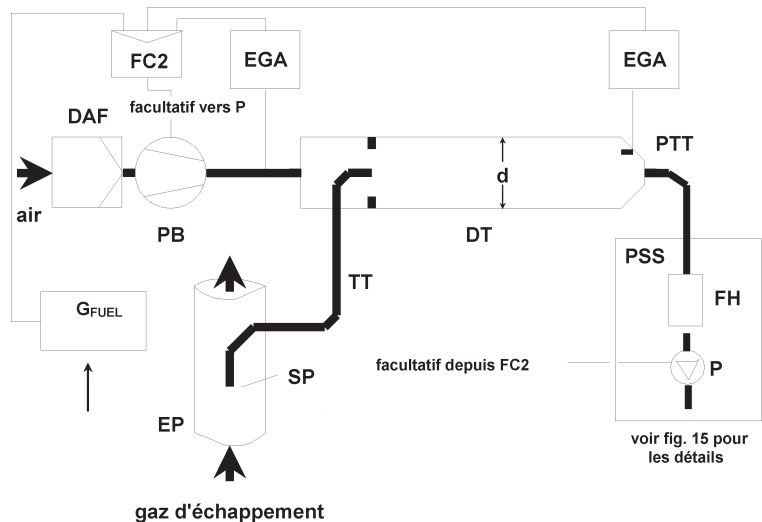 FC2
EGA
EGA
facultatif vers P
DAF
PTT
d
air
PB
DT
PSS
TT
FH
GFUEL
SP
facultatif depuis FC2
P
EP
voir fig. 15 pour
les détails
gaz d'échappement